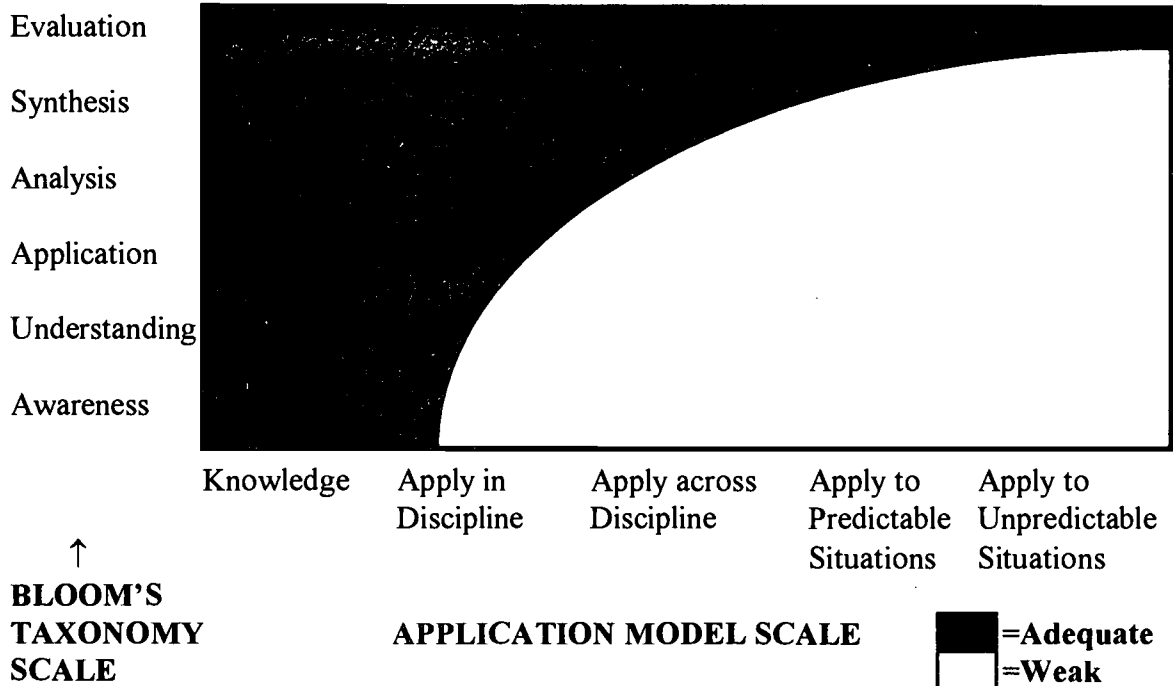 Evaluation
Synthesis
Analysis
Application
Understanding
Awareness
Knowledge
Apply in
Discipline
Apply across
Discipline
Apply to
Predictable
Situations
Apply to
Unpredictable
Situations
↑
BLOOM'S
TAXONOMY
SCALE
APPLICATION MODEL SCALE
=Adequate
=Weak